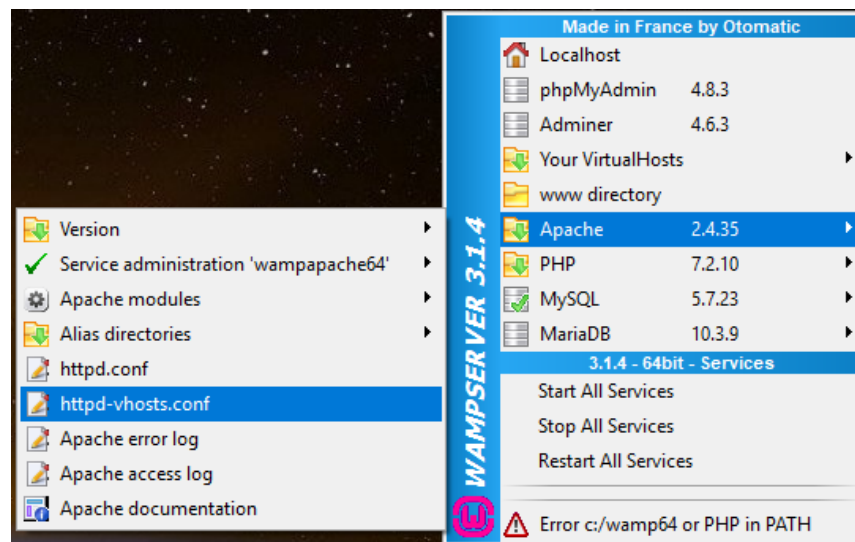 Made in France by Otomatic
Localhost
phpMyAdmin 4.8.3
Adminer 4.6.3
Your VirtualHosts
www directory
Apache 2.4.35
PHP 7.2.10
MySQL 5.7.23
MariaDB 10.3.9
3.1.4 - 64bit - Services
Start All Services
Stop All Services
Restart All Services
Error c:/wamp64 or PHP in PATH
WAMPSERVER 3.1.4
Version
Service administration 'wampapache64'
Apache modules
Alias directories
httpd.conf
httpd-vhosts.conf
Apache error log
Apache access log
Apache documentation